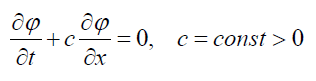 ∂φ/∂t + c ∂φ/∂x = 0, c = const > 0